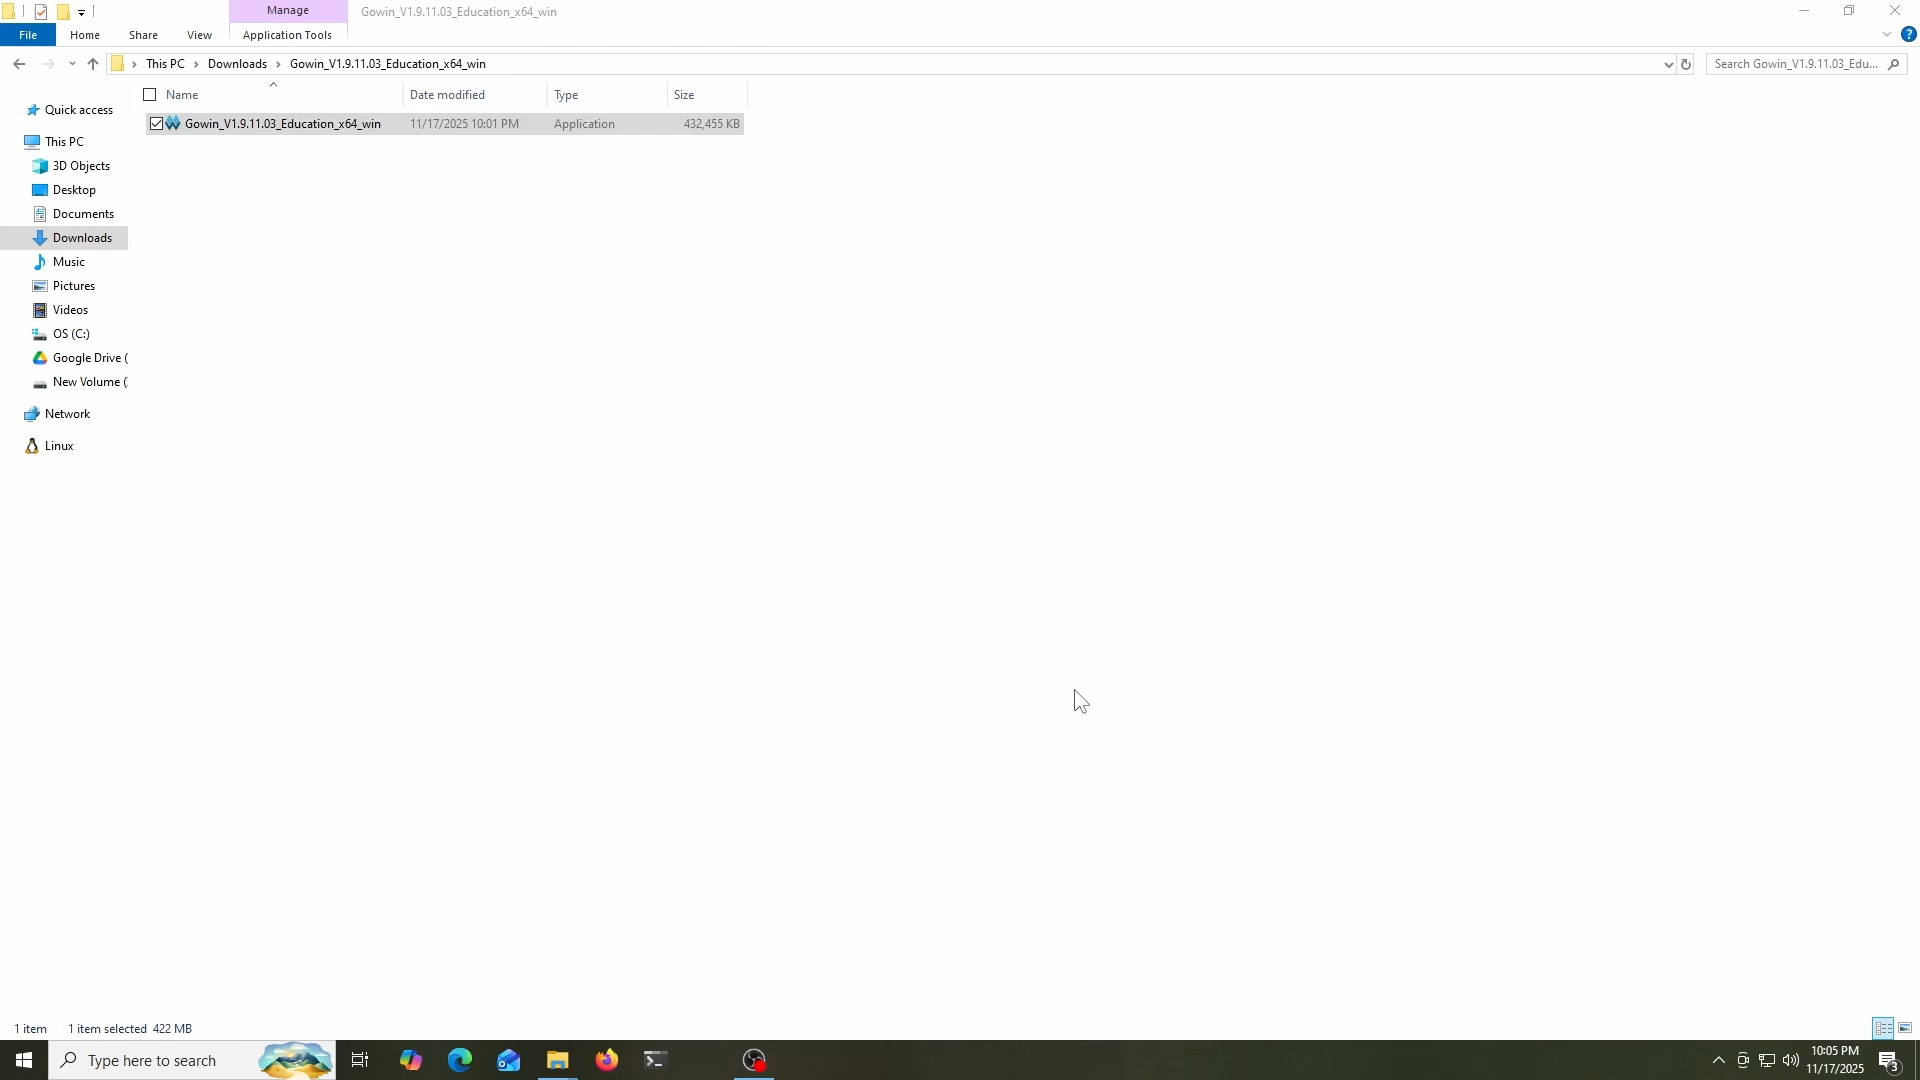 Manage
Gowin_V1.9.11.03_Education_x64_win
File
Home
Share
View
Application Tools
?
This PC
Downloads
Gowin_V1.9.11.03_Education_x64_win
Search Gowin_V1.9.11.03_Edu...
Name
Date modified
Type
Size
Gowin_V1.9.11.03_Education_x64_win
11/17/2025 10:01 PM
Application
432,455 KB
Quick access
This PC
3D Objects
Desktop
Documents
Downloads
Music
Pictures
Videos
OS (C:)
Google Drive (
New Volume (
Network
Linux
1 item
1 item selected 422 MB
Type here to search
10:05 PM
11/17/2025
3